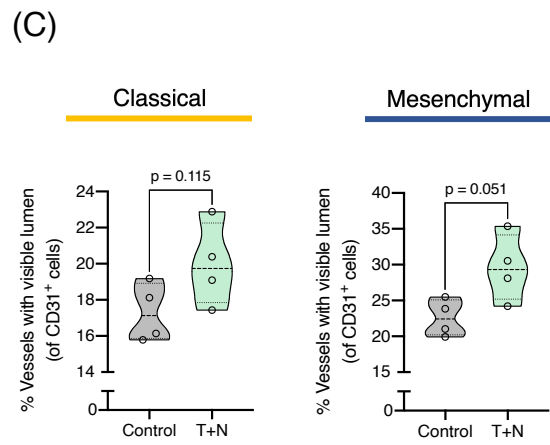 (C)
Classical
% Vessels with visible lumen
(of CD31⁺ cells)
p = 0.115
24
22
20
18
16
14
0
Control
T+N
Mesenchymal
% Vessels with visible lumen
(of CD31⁺ cells)
p = 0.051
40
35
30
25
20
15
0
Control
T+N